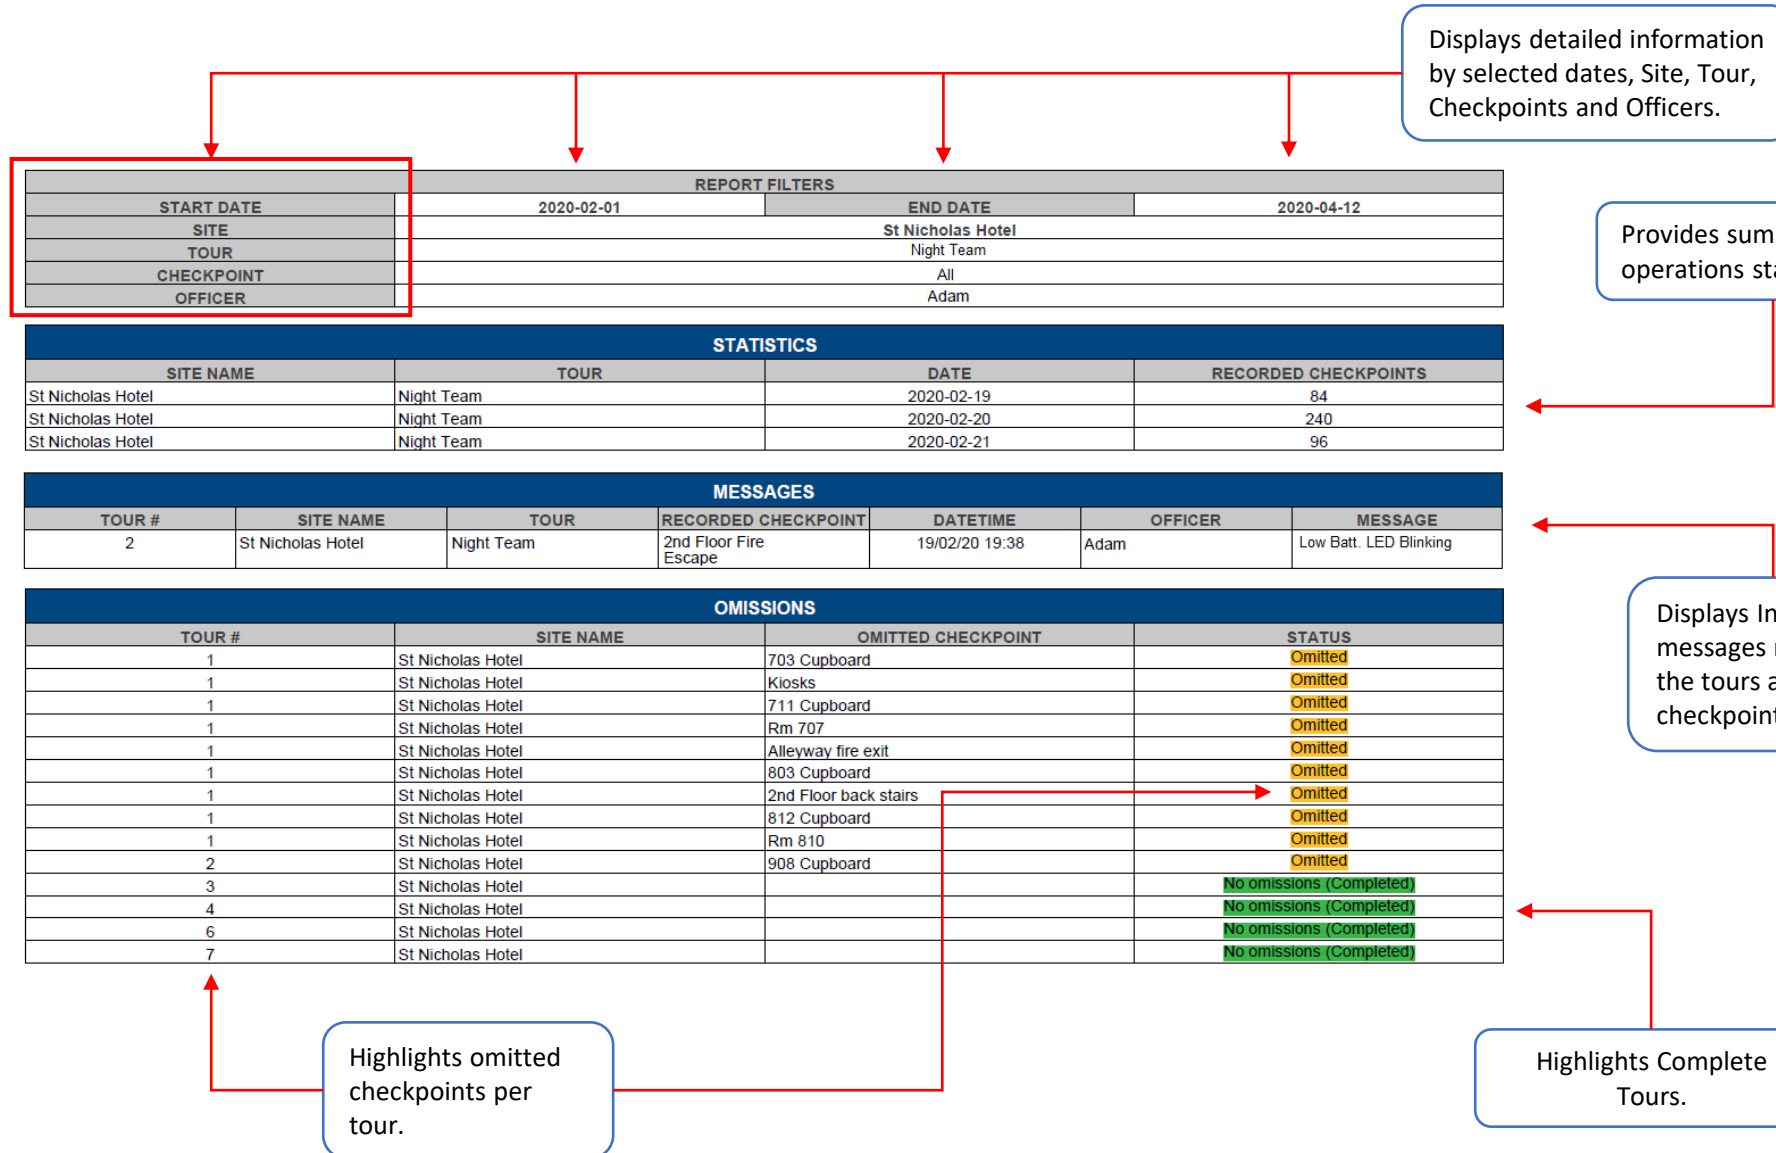 Displays detailed information
by selected dates, Site, Tour,
Checkpoints and Officers.
REPORT FILTERS
START DATE 2020-02-01 END DATE 2020-04-12
SITE St Nicholas Hotel
TOUR Night Team
CHECKPOINT All
OFFICER Adam
Provides
operations
STATISTICS
SITE NAME TOUR DATE RECORDED CHECKPOINTS
St Nicholas Hotel Night Team 2020-02-19 84
St Nicholas Hotel Night Team 2020-02-20 240
St Nicholas Hotel Night Team 2020-02-21 96
MESSAGES
TOUR # SITE NAME TOUR RECORDED CHECKPOINT DATETIME OFFICER MESSAGE
2 St Nicholas Hotel Night Team 2nd Floor Fire 19/02/20 19:38 Adam Low Batt. LED Blinking
Escape
Displays
messages
the tours
OMISSIONS
TOUR # SITE NAME OMITTED CHECKPOINT STATUS
1 St Nicholas Hotel 703 Cupboard Omitted
1 St Nicholas Hotel Kiosks Omitted
1 St Nicholas Hotel 711 Cupboard Omitted
1 St Nicholas Hotel Rm 707 Omitted
1 St Nicholas Hotel Alleyway fire exit Omitted
1 St Nicholas Hotel 803 Cupboard Omitted
1 St Nicholas Hotel 2nd Floor back stairs Omitted
1 St Nicholas Hotel 812 Cupboard Omitted
1 St Nicholas Hotel Rm 810 Omitted
2 St Nicholas Hotel 908 Cupboard Omitted
3 St Nicholas Hotel No omissions (Completed)
4 St Nicholas Hotel No omissions (Completed)
6 St Nicholas Hotel No omissions (Completed)
7 St Nicholas Hotel No omissions (Completed)
Highlights omitted
checkpoints per
tour.
Highlights Complete
Tours.